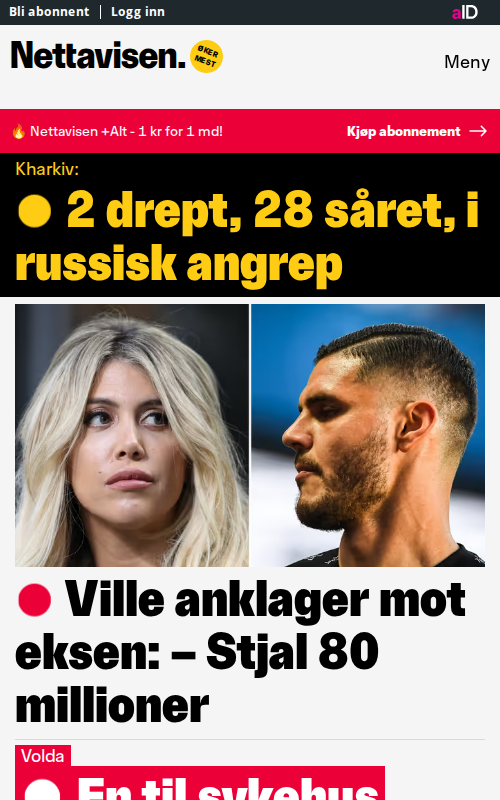 Bli abonnent | Logg inn
aID
Nettavisen.
ØKER
MEST
Meny
🔥 Nettavisen +Alt - 1 kr for 1 md!
Kjøp abonnement →
Kharkiv:
2 drept, 28 såret, i
russisk angrep
Ville anklager mot
eksen: – Stjal 80
millioner
Volda
En til sykehus